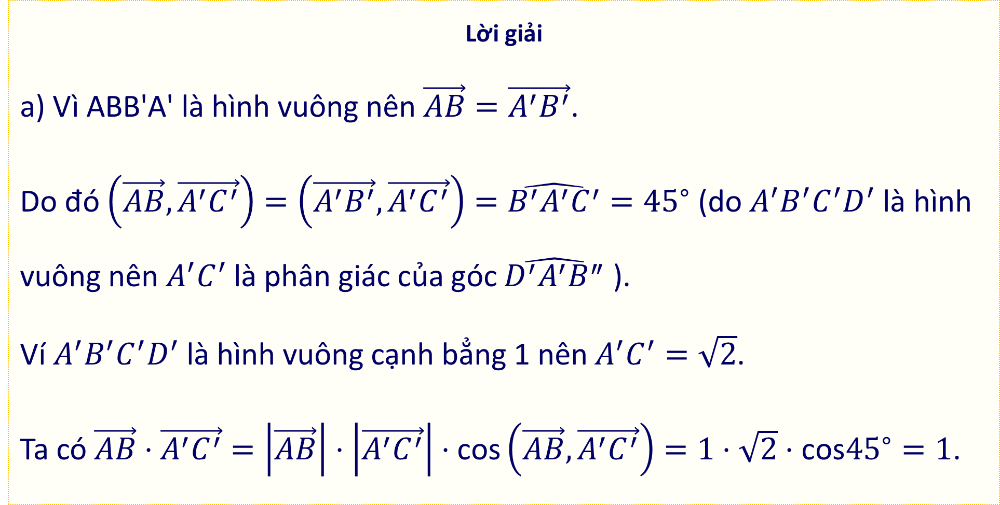 Lời giải
a) Vì ABB'A' là hình vuông nên $\overrightarrow{AB} = \overrightarrow{A'B'}$.
Do đó $\left(\overrightarrow{AB}, \overrightarrow{A'C'}\right) = \left(\overrightarrow{A'B'}, \overrightarrow{A'C'}\right) = \widehat{B'A'C'} = 45^\circ$ (do $A'B'C'D'$ là hình
vuông nên $A'C'$ là phân giác của góc $\widehat{D'A'B''}$ ).
Ví $A'B'C'D'$ là hình vuông cạnh bằng 1 nên $A'C' = \sqrt{2}$.
Ta có $\overrightarrow{AB} \cdot \overrightarrow{A'C'} = \left|\overrightarrow{AB}\right| \cdot \left|\overrightarrow{A'C'}\right| \cdot \cos\left(\overrightarrow{AB}, \overrightarrow{A'C'}\right) = 1 \cdot \sqrt{2} \cdot \cos 45^\circ = 1$.